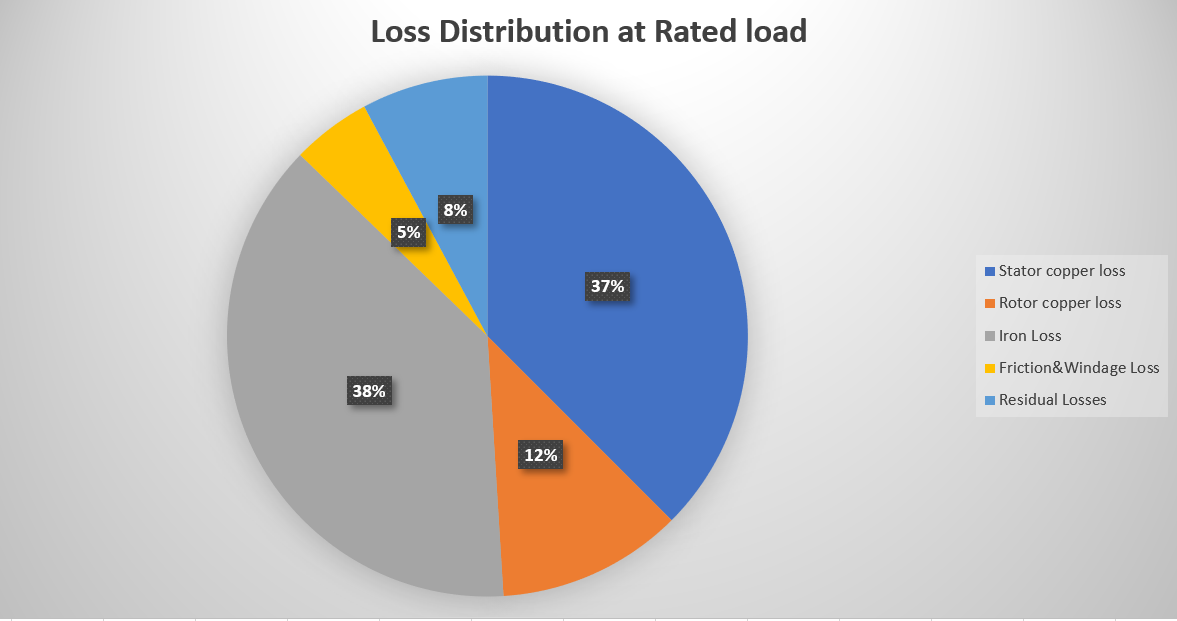 Loss Distribution at Rated load
8%
5%
37%
38%
12%
Stator copper loss
Rotor copper loss
Iron Loss
Friction&Windage Loss
Residual Losses